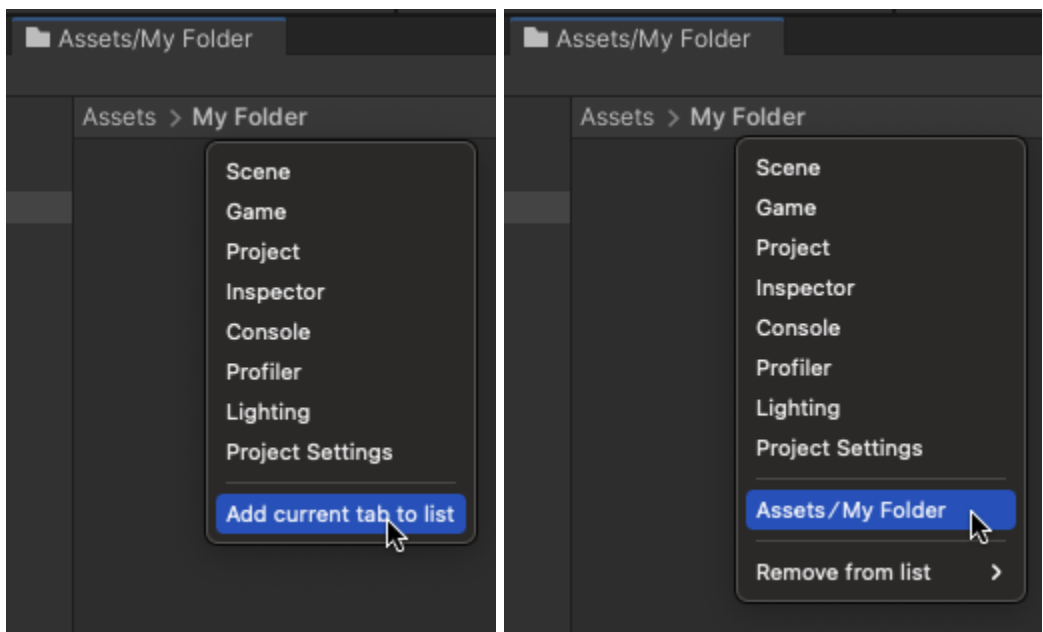 Assets/My Folder
Assets > My Folder
Scene
Game
Project
Inspector
Console
Profiler
Lighting
Project Settings
Add current tab to list
Assets/My Folder
Assets > My Folder
Scene
Game
Project
Inspector
Console
Profiler
Lighting
Project Settings
Assets/My Folder
Remove from list